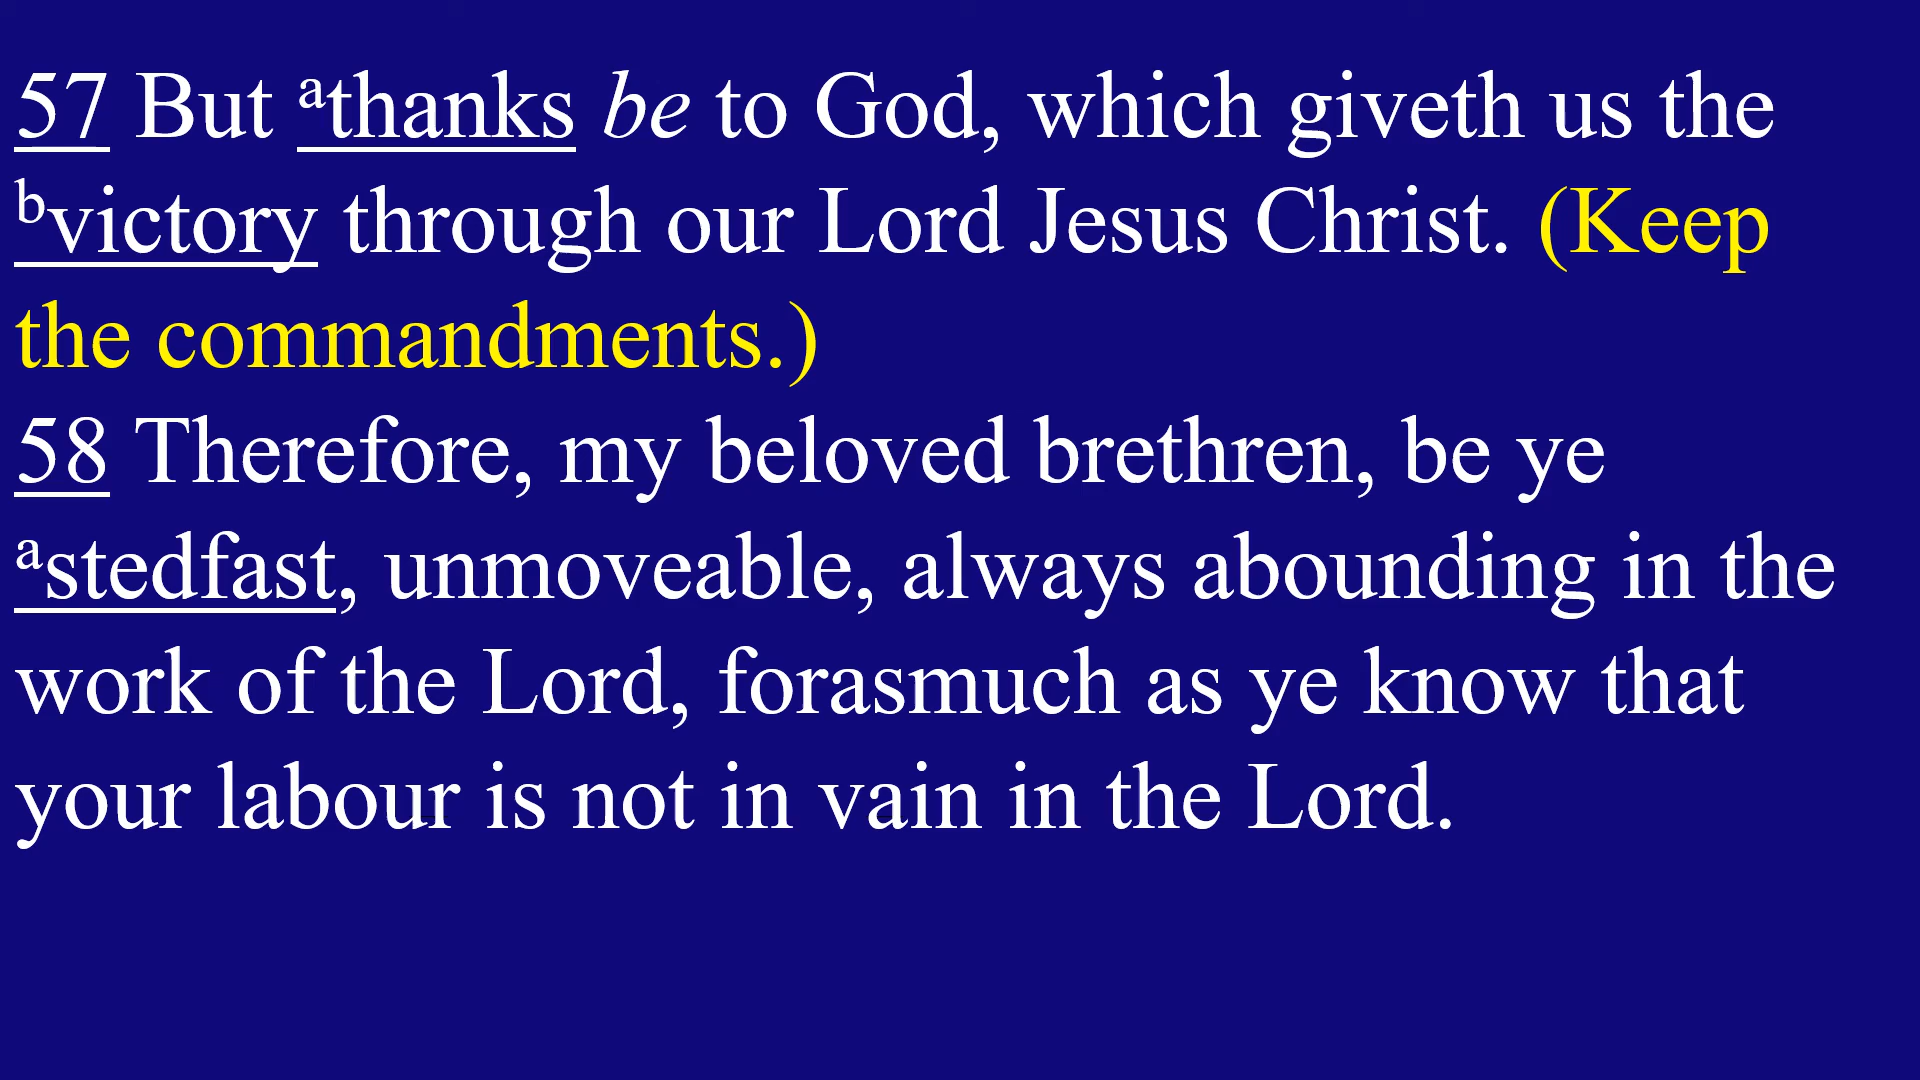 57 But ᵃthanks be to God, which giveth us the
ᵇvictory through our Lord Jesus Christ. (Keep
the commandments.)
58 Therefore, my beloved brethren, be ye
ᵃstedfast, unmoveable, always abounding in the
work of the Lord, forasmuch as ye know that
your labour is not in vain in the Lord.